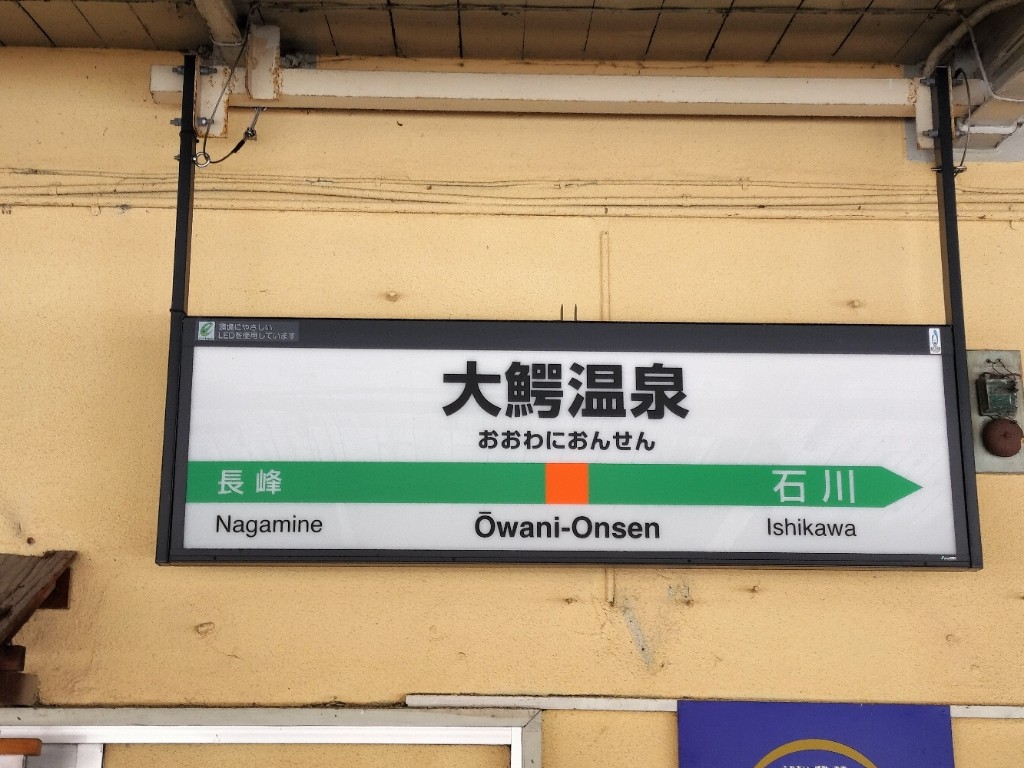 環境にやさしい
LEDを使用しています
大鰐温泉
おおわにおんせん
長峰 石川
Nagamine Ōwani-Onsen Ishikawa